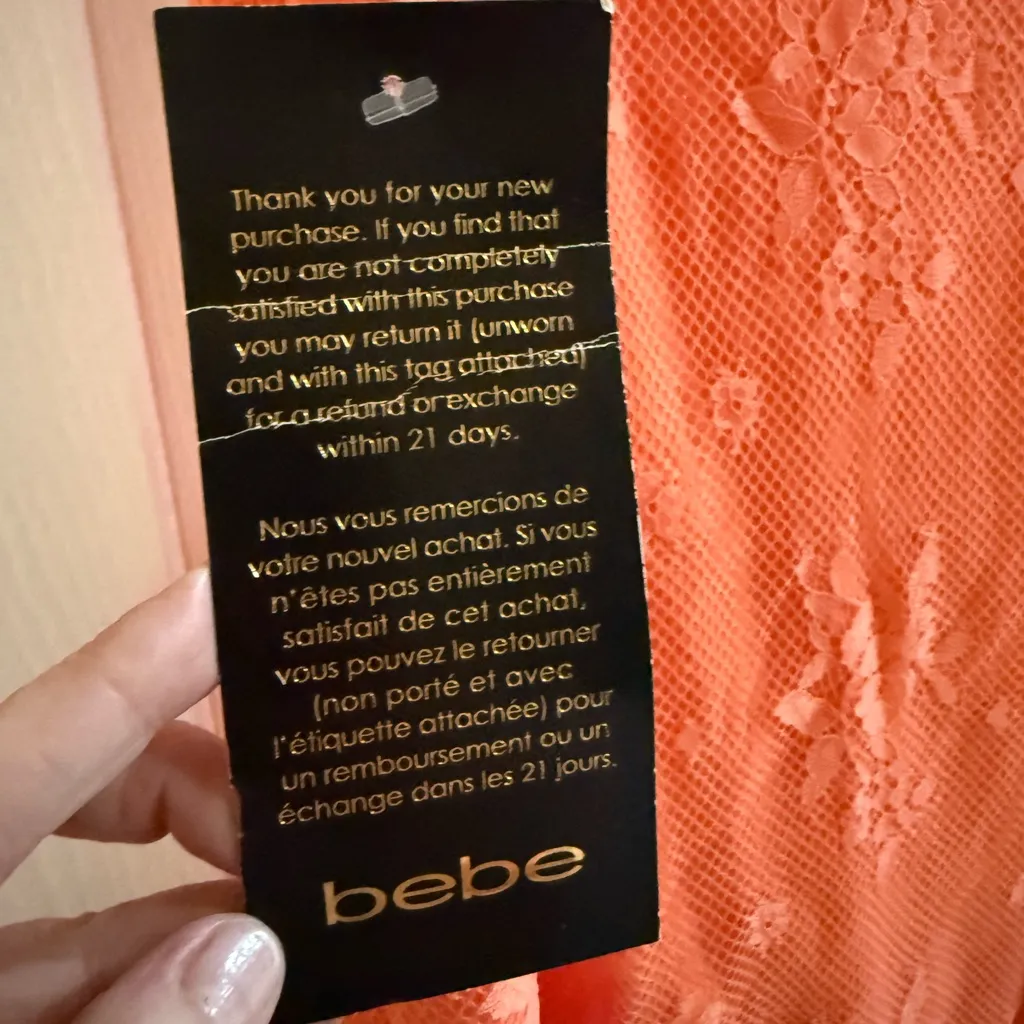 Thank you for your new
purchase. If you find that
you are not completely
satisfied with this purchase
you may return it (unworn
and with this tag attached)
for a refund or exchange
within 21 days.
Nous vous remercions de
votre nouvel achat. Si vous
n'êtes pas entièrement
satisfait de cet achat,
vous pouvez le retourner
(non porté et avec
l'étiquette attachée) pour
un remboursement ou un
échange dans les 21 jours.
bebe